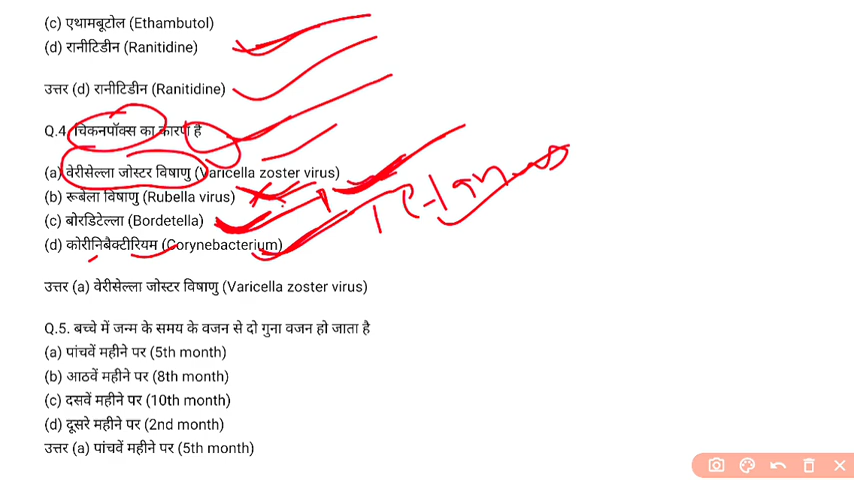 (c) एथामबूटोल (Ethambutol)
(d) रानीटिडीन (Ranitidine)
उत्तर (d) रानीटिडीन (Ranitidine)
Q.4. चिकनपॉक्स का कारण है
(a) वेरीसेल्ला जोस्टर विषाणु (Varicella zoster virus)
(b) रूबेला विषाणु (Rubella virus)
(c) बोरडिटेल्ला (Bordetella)
(d) कोरीनिबैक्टीरियम (Corynebacterium)
उत्तर (a) वेरीसेल्ला जोस्टर विषाणु (Varicella zoster virus)
Q.5. बच्चे में जन्म के समय के वजन से दो गुना वजन हो जाता है
(a) पांचवें महीने पर (5th month)
(b) आठवें महीने पर (8th month)
(c) दसवें महीने पर (10th month)
(d) दूसरे महीने पर (2nd month)
उत्तर (a) पांचवें महीने पर (5th month)